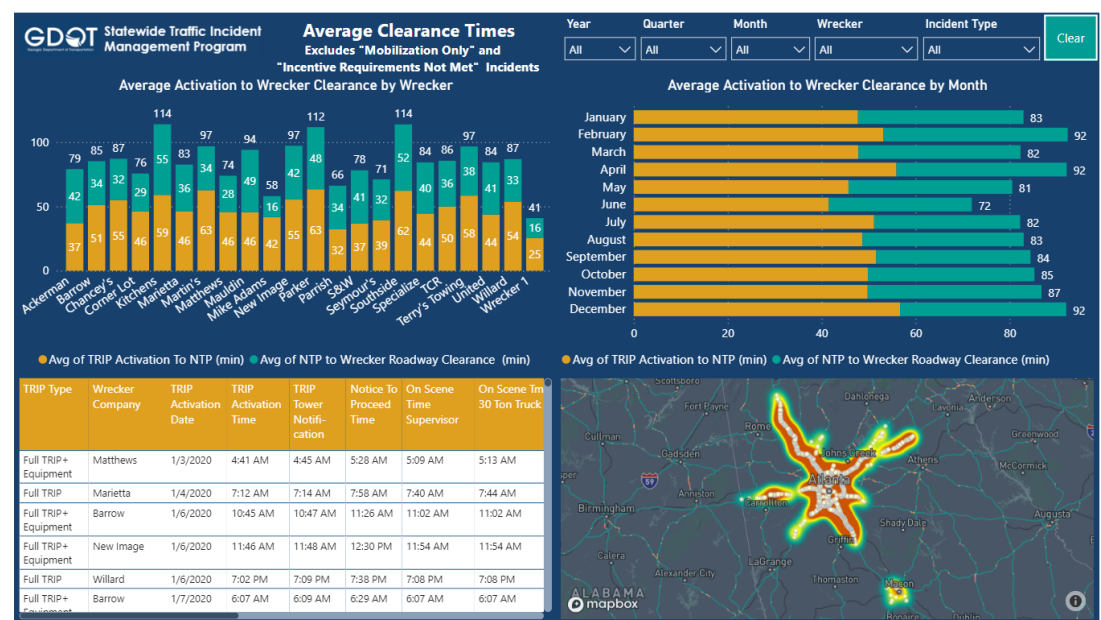 GDOT
Statewide Traffic Incident
Management Program
Average Clearance Times
Excludes "Mobilization Only" and
"Incentive Requirements Not Met" Incidents
Year Quarter Month Wrecker Incident Type
All All All All All
Clear
Average Activation to Wrecker Clearance by Wrecker
100
50
0
79 85 87 76 114 83 97 74 94 58 97 112 66 78 71 114 84 86 97 84 87 41
42 34 32 29 55 36 34 28 49 16 42 48 34 41 32 52 40 36 38 41 33 16
37 51 55 46 59 46 63 46 46 42 55 63 32 37 39 62 44 50 58 44 54 25
Ackerman Barrow Chancey's Corner Lot Kitchens Marietta Martin's Matthews Mauldin Mike Adams New Image Parker Parrish S&W Seymour's Southside Specialize TCR Terry's Towing United Willard Wrecker 1
Avg of TRIP Activation To NTP (min) Avg of NTP to Wrecker Roadway Clearance (min)
Average Activation to Wrecker Clearance by Month
January 83
February 92
March 82
April 92
May 81
June 72
July 82
August 83
September 84
October 85
November 87
December 92
0 20 40 60 80
Avg of TRIP Activation to NTP (min) Avg of NTP to Wrecker Roadway Clearance (min)
TRIP Type Wrecker TRIP TRIP TRIP Notice To On Scene On Scene Tm
Company Activation Activation Tower Proceed Time 30 Ton Truck
Date Time Notifi- Time Supervisor
cation
Full TRIP+ Matthews 1/3/2020 4:41 AM 4:45 AM 5:28 AM 5:09 AM 5:13 AM
Equipment
Full TRIP Marietta 1/4/2020 7:12 AM 7:14 AM 7:58 AM 7:40 AM 7:44 AM
Full TRIP+ Barrow 1/6/2020 10:45 AM 10:47 AM 11:26 AM 11:02 AM 11:02 AM
Equipment
Full TRIP+ New Image 1/6/2020 11:46 AM 11:48 AM 12:30 PM 11:54 AM 11:54 AM
Equipment
Full TRIP Willard 1/6/2020 7:02 PM 7:09 PM 7:38 PM 7:08 PM 7:08 PM
Full TRIP+ Barrow 1/7/2020 6:07 AM 6:09 AM 6:29 AM 6:07 AM 6:07 AM
Equipment
Scottsboro
Dahlonega
Fort Payne Lavonia Anderson
Rome
Cullman Greenwood
Gadsden Johns Creek Athens
McCormick
59
Anniston Carrollton Atlanta
Birmingham Augusta
Shady Dale
Griffin
Calera LaGrange
Alexander City Thomaston Macon
ALABAMA
mapbox
Bonaire Dublin